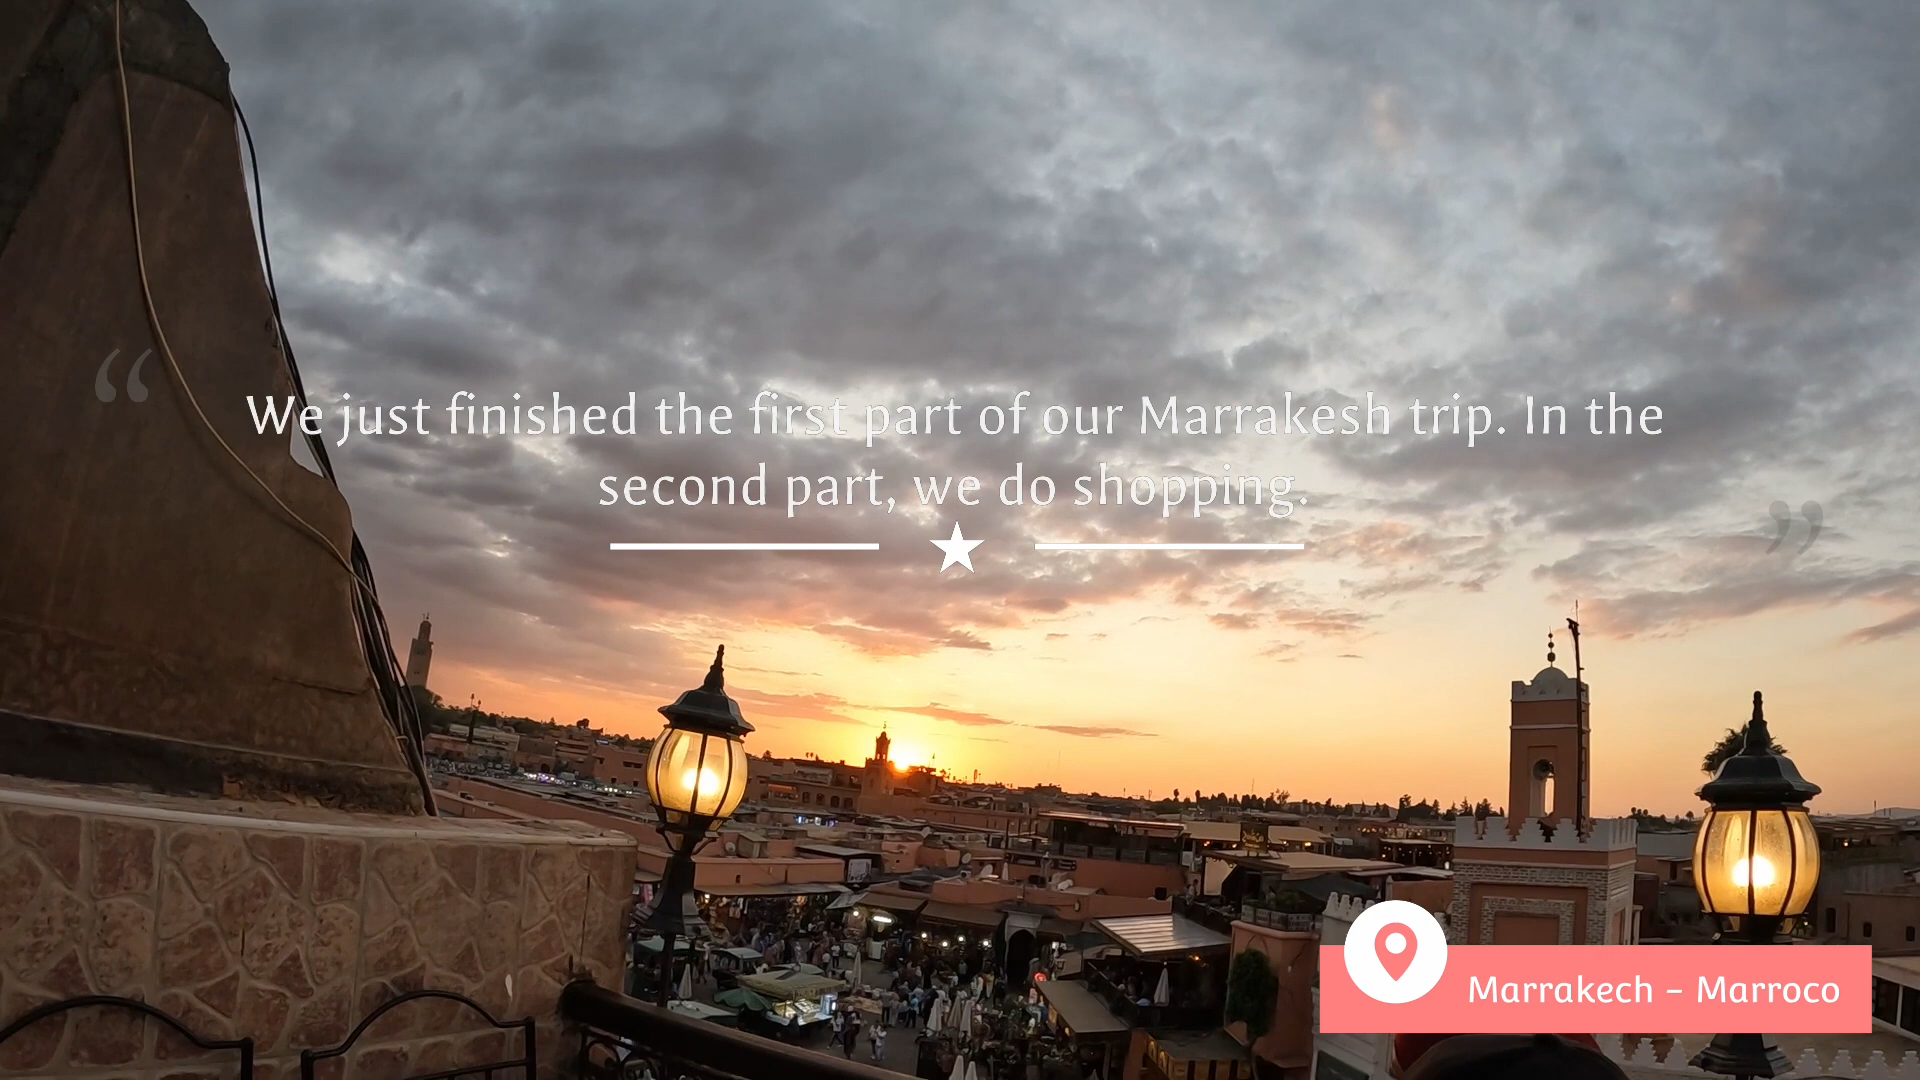 “
We just finished the first part of our Marrakesh trip. In the
second part, we do shopping.
”
Marrakech - Marroco